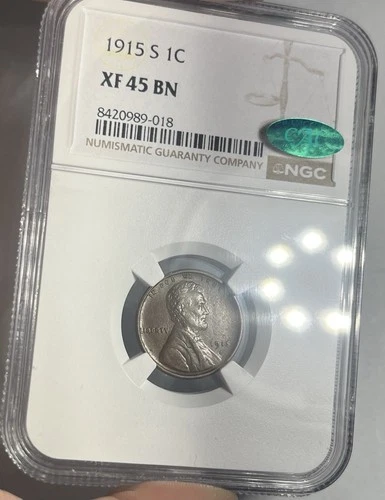 1915 S 1C
XF 45 BN
8420989-018
NUMISMATIC GUARANTY COMPANY
NGC
LIBERTY